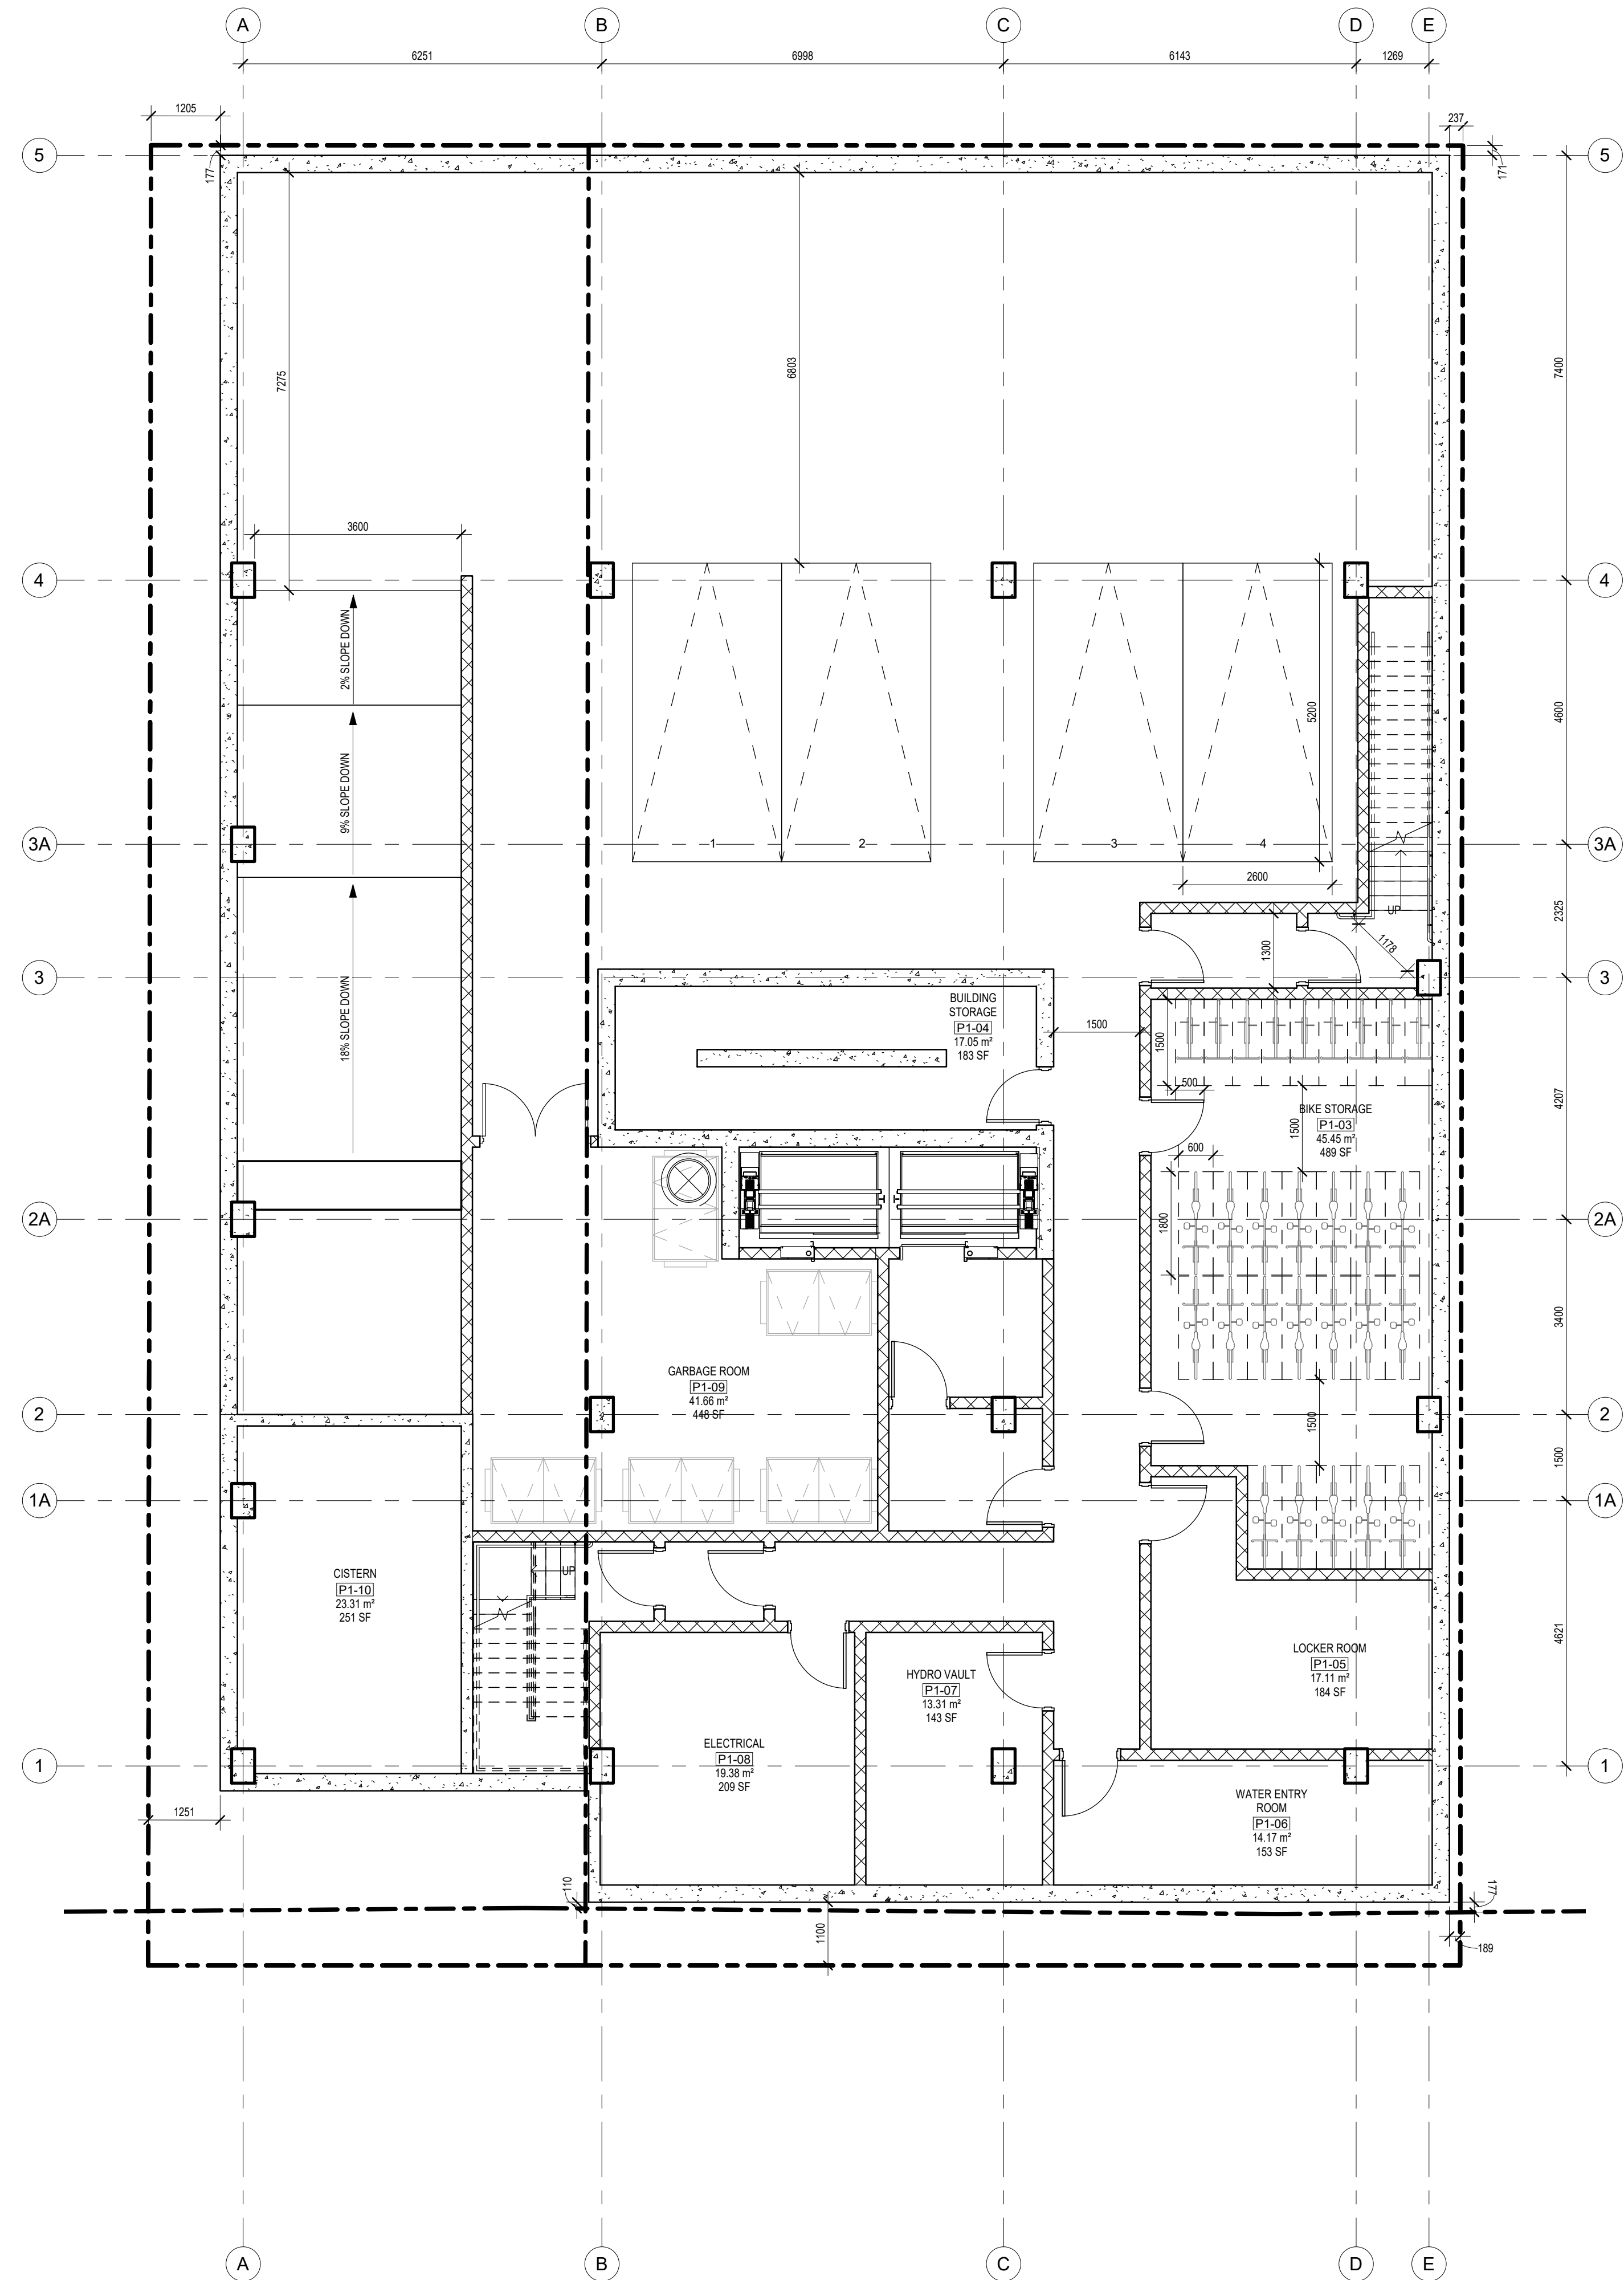 A
B
C
D
E
6251
6998
6143
1269
1205
237
5
5
177
171
7275
6803
7400
3600
4
4
2% SLOPE DOWN
5200
4600
9% SLOPE DOWN
3A
1
2
3
4
3A
2600
UP
2325
1178
1300
3
3
18% SLOPE DOWN
BUILDING
STORAGE
P1-04
17.05 m²
183 SF
1500
1500
500
BIKE STORAGE
P1-03
45.45 m²
489 SF
1500
4207
600
1800
2A
2A
3400
GARBAGE ROOM
P1-09
41.66 m²
448 SF
2
2
1500
1500
1A
1A
CISTERN
P1-10
23.31 m²
251 SF
UP
4621
LOCKER ROOM
P1-05
17.11 m²
184 SF
HYDRO VAULT
P1-07
13.31 m²
143 SF
ELECTRICAL
P1-08
19.38 m²
209 SF
1
1
WATER ENTRY
ROOM
P1-06
14.17 m²
153 SF
1251
110
177
1100
189
A
B
C
D
E